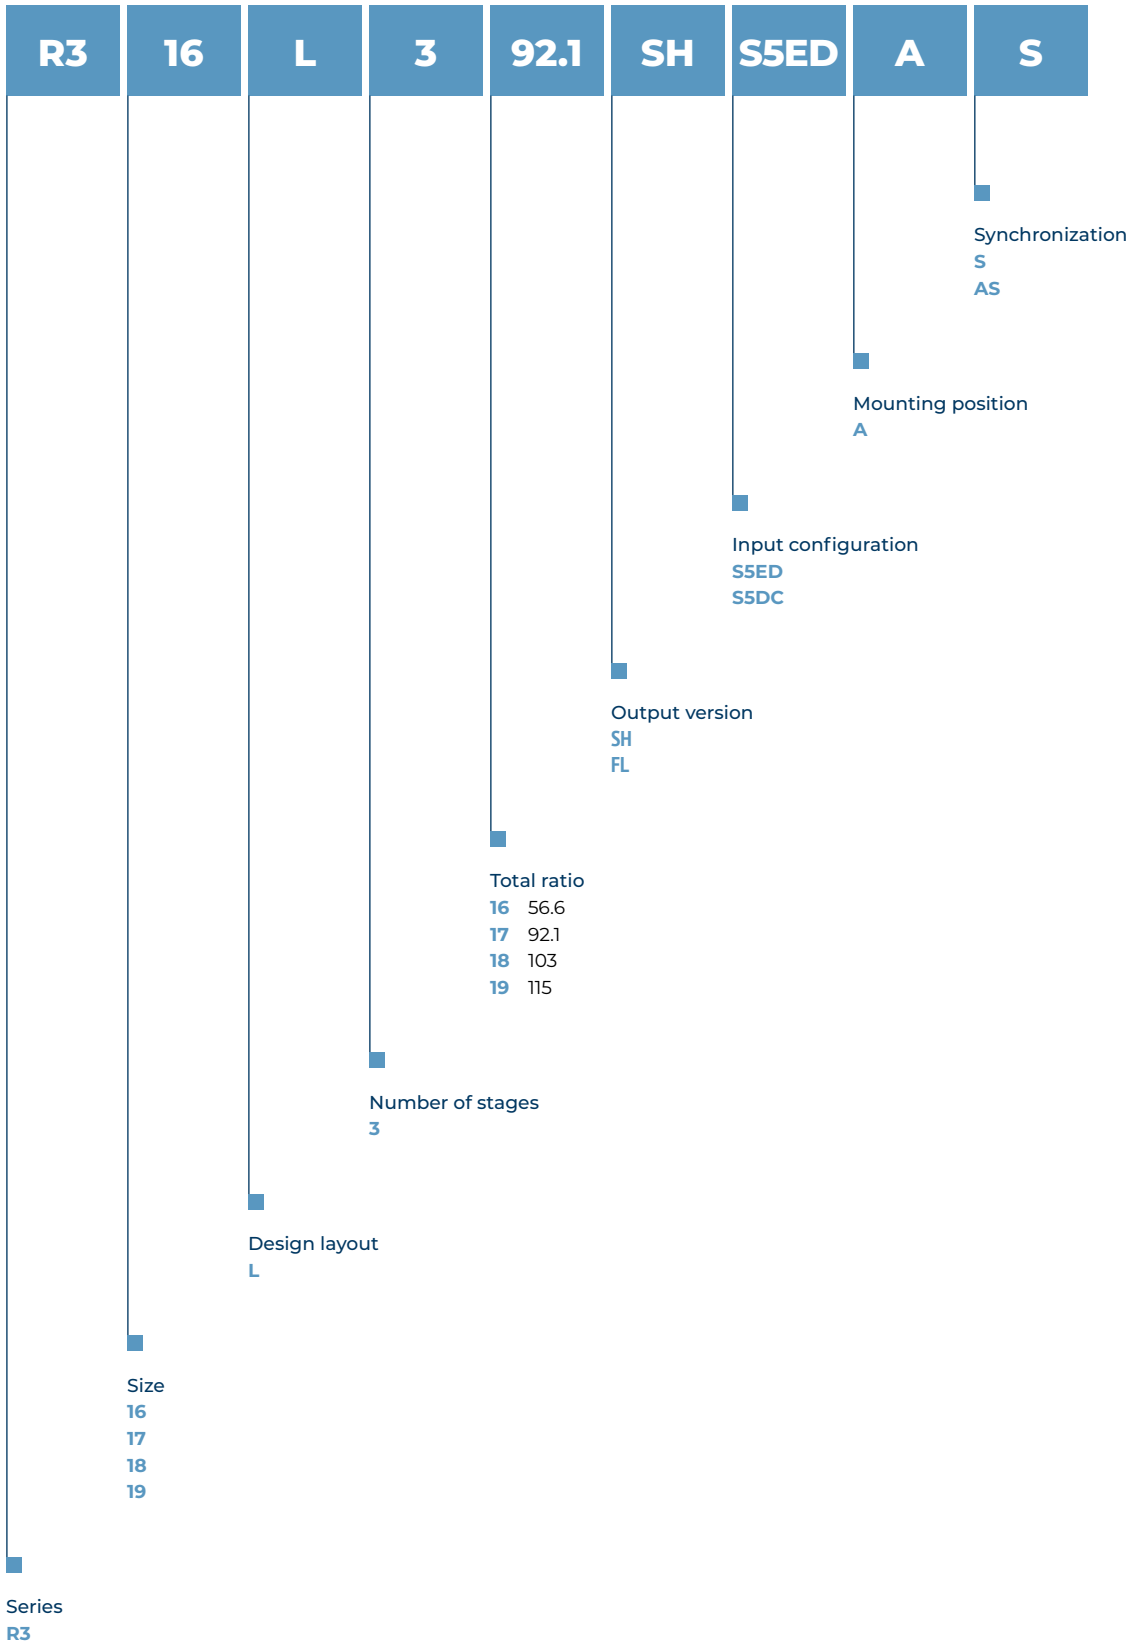 R3 16 L 3 92.1 SH S5ED A S
Synchronization
S
AS
Mounting position
A
Input configuration
S5ED
S5DC
Output version
SH
FL
Total ratio
16 56.6
17 92.1
18 103
19 115
Number of stages
3
Design layout
L
Size
16
17
18
19
Series
R3